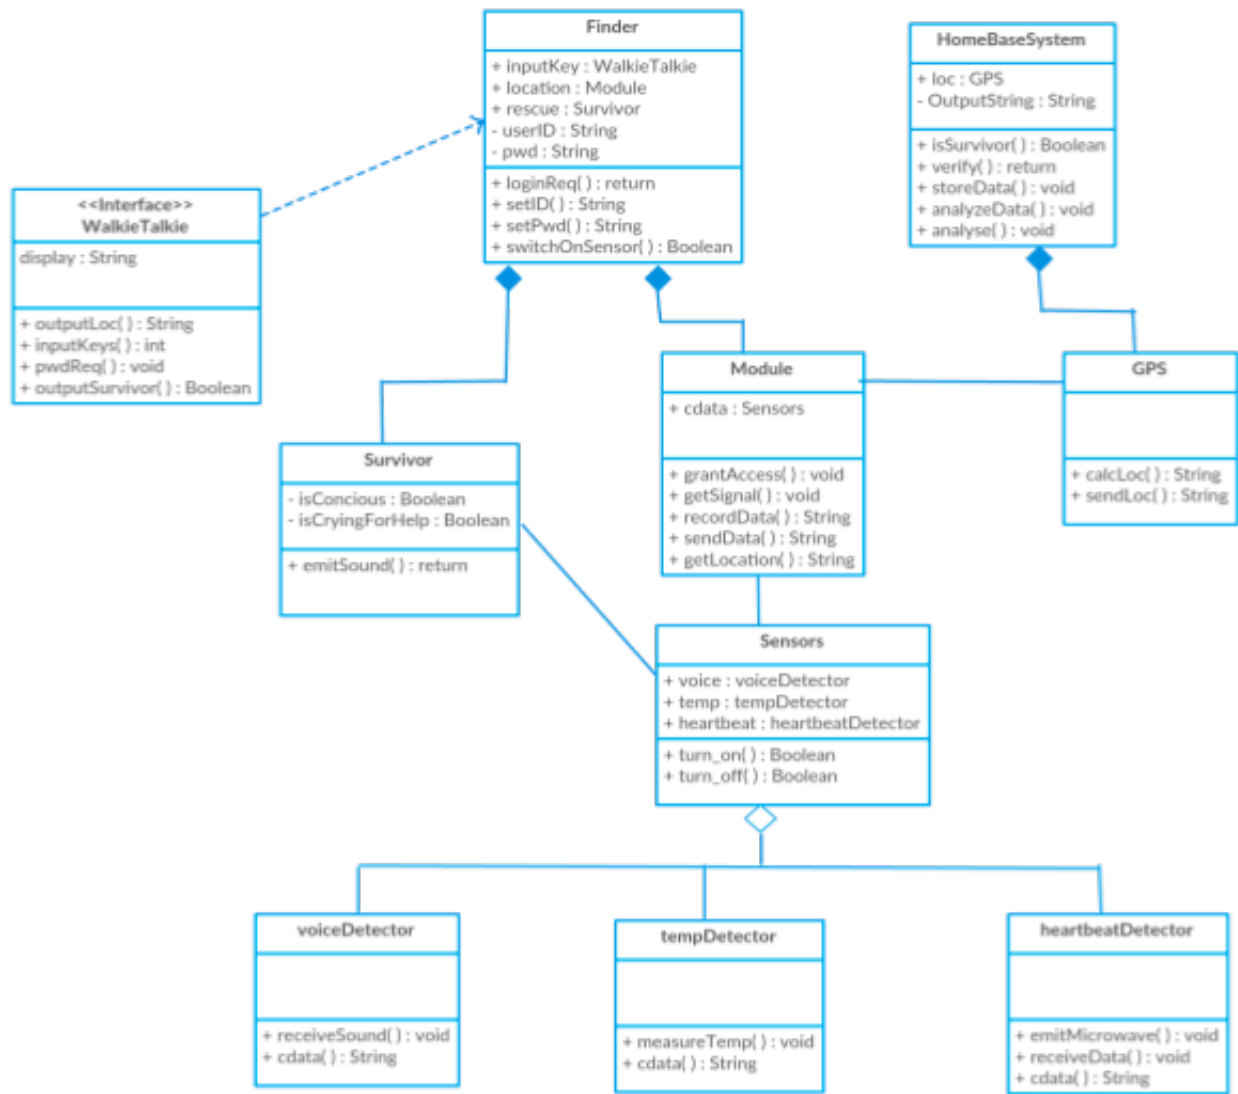 Finder
+ inputKey : WalkieTalkie
+ location : Module
+ rescue : Survivor
- userID : String
- pwd : String
+ loginReq( ) : return
+ setID( ) : String
+ setPwd( ) : String
+ switchOnSensor( ) : Boolean
HomeBaseSystem
+ loc : GPS
- OutputString : String
+ isSurvivor( ) : Boolean
+ verify( ) : return
+ storeData( ) : void
+ analyzeData( ) : void
+ analyse( ) : void
<<Interface>>
WalkieTalkie
display : String
+ outputLoc( ) : String
+ inputKeys( ) : int
+ pwdReq( ) : void
+ outputSurvivor( ) : Boolean
Module
+ cdata : Sensors
+ grantAccess( ) : void
+ getSignal( ) : void
+ recordData( ) : String
+ sendData( ) : String
+ getLocation( ) : String
GPS
+ calcLoc( ) : String
+ sendLoc( ) : String
Survivor
- isConcious : Boolean
- isCryingForHelp : Boolean
+ emitSound( ) : return
Sensors
+ voice : voiceDetector
+ temp : tempDetector
+ heartbeat : heartbeatDetector
+ turn_on( ) : Boolean
+ turn_off( ) : Boolean
voiceDetector
+ receiveSound( ) : void
+ cdata( ) : String
tempDetector
+ measureTemp( ) : void
+ cdata( ) : String
heartbeatDetector
+ emitMicrowave( ) : void
+ receiveData( ) : void
+ cdata( ) : String